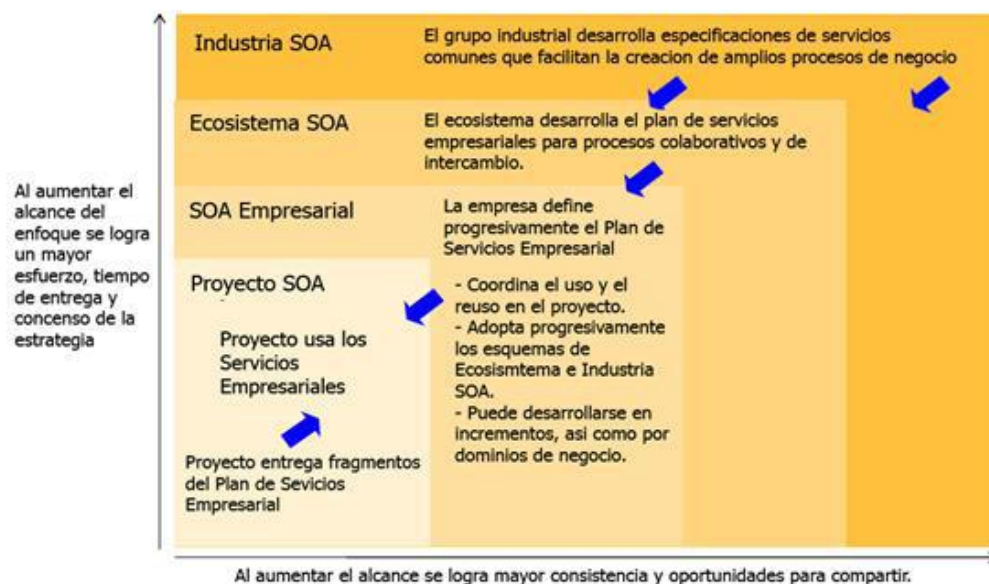 Industria SOA
El grupo industrial desarrolla especificaciones de servicios
comunes que facilitan la creacion de amplios procesos de negocio
Ecosistema SOA
El ecosistema desarrolla el plan de servicios
empresariales para procesos colaborativos y de
intercambio.
Al aumentar el
alcance del
enfoque se logra
un mayor
esfuerzo, tiempo
de entrega y
concenso de la
estrategia
SOA Empresarial
La empresa define
progresivamente el Plan de
Servicios Empresarial
- Coordina el uso y el
reuso en el proyecto.
- Adopta progresivamente
los esquemas de
Ecosismtema e Industria
SOA.
- Puede desarrollarse en
incrementos, asi como por
dominios de negocio.
Proyecto SOA
Proyecto usa los
Servicios
Empresariales
Proyecto entrega fragmentos
del Plan de Sevicios
Empresarial
Al aumentar el alcance se logra mayor consistencia y oportunidades para compartir.